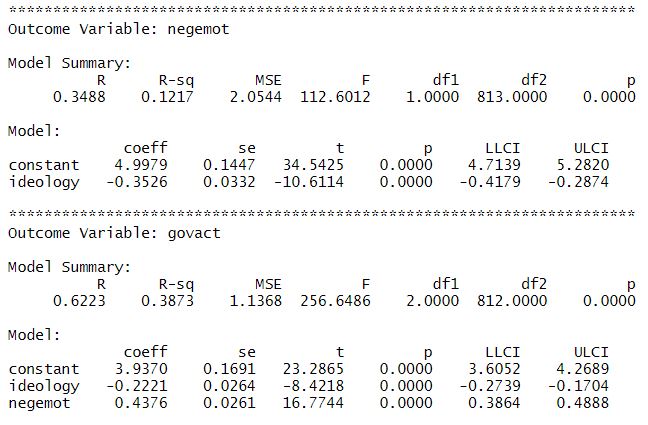 ***********************************************************************
Outcome Variable: negemot
Model Summary:
R R-sq MSE F df1 df2 p
0.3488 0.1217 2.0544 112.6012 1.0000 813.0000 0.0000
Model:
coeff se t p LLCI ULCI
constant 4.9979 0.1447 34.5425 0.0000 4.7139 5.2820
ideology -0.3526 0.0332 -10.6114 0.0000 -0.4179 -0.2874
***********************************************************************
Outcome Variable: govact
Model Summary:
R R-sq MSE F df1 df2 p
0.6223 0.3873 1.1368 256.6486 2.0000 812.0000 0.0000
Model:
coeff se t p LLCI ULCI
constant 3.9370 0.1691 23.2865 0.0000 3.6052 4.2689
ideology -0.2221 0.0264 -8.4218 0.0000 -0.2739 -0.1704
negemot 0.4376 0.0261 16.7744 0.0000 0.3864 0.4888